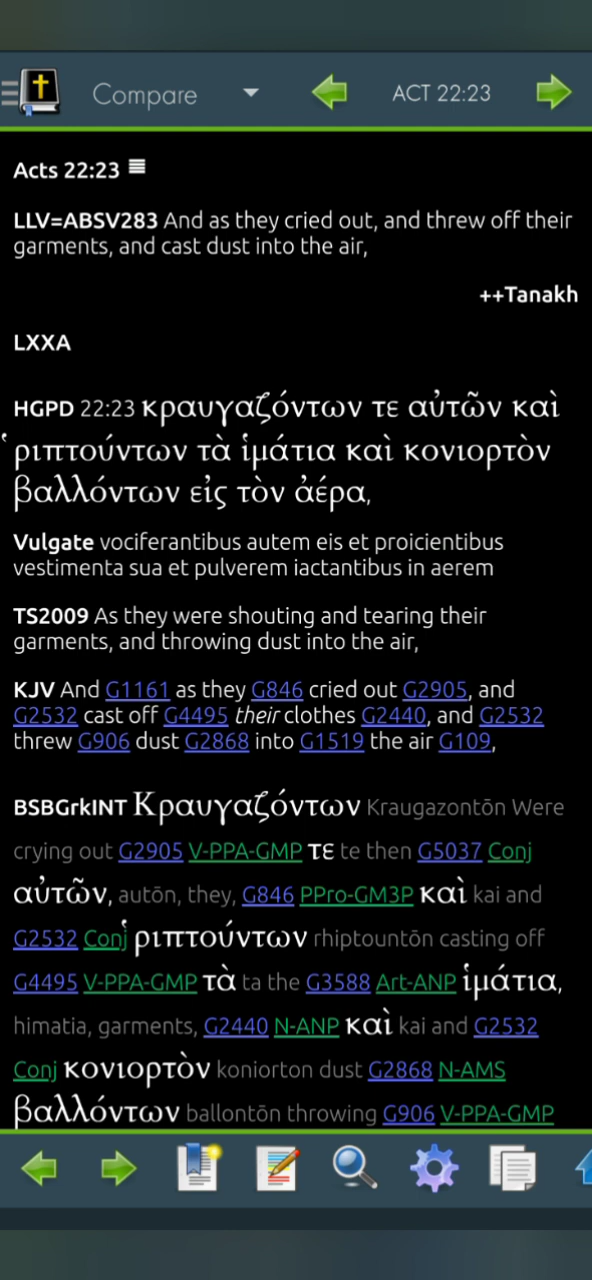 Compare
ACT 22:23
Acts 22:23
LLV=ABSV283 And as they cried out, and threw off their
garments, and cast dust into the air,
++Tanakh
LXXA
HGPD 22:23 κραυγαζόντων τε αὐτῶν καὶ
ῥιπτούντων τὰ ἱμάτια καὶ κονιορτὸν
βαλλόντων εἰς τὸν ἀέρα,
Vulgate vociferantibus autem eis et proicientibus
vestimenta sua et pulverem iactantibus in aerem
TS2009 As they were shouting and tearing their
garments, and throwing dust into the air,
KJV And G1161 as they G846 cried out G2905, and
G2532 cast off G4495 their clothes G2440, and G2532
threw G906 dust G2868 into G1519 the air G109,
BSBGrkINT Κραυγαζόντων Kraugazontōn Were
crying out G2905 V-PPA-GMP τε te then G5037 Conj
αὐτῶν, autōn, they, G846 PPro-GM3P καὶ kai and
G2532 Conj ῥιπτούντων rhiptountōn casting off
G4495 V-PPA-GMP τὰ ta the G3588 Art-ANP ἱμάτια,
himatia, garments, G2440 N-ANP καὶ kai and G2532
Conj κονιορτὸν koniorton dust G2868 N-AMS
βαλλόντων ballontōn throwing G906 V-PPA-GMP